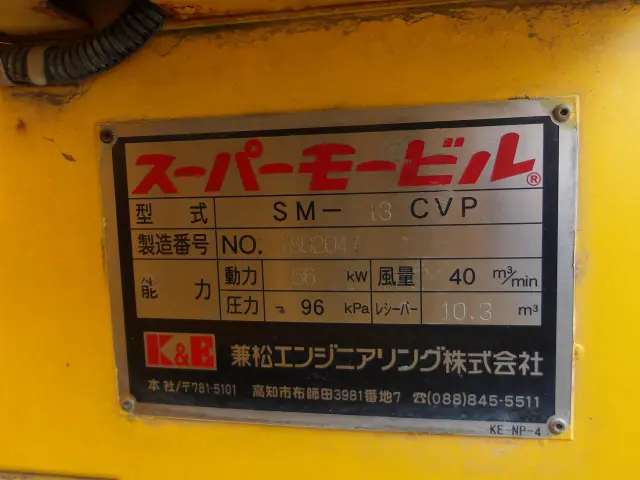 スーパーモービル®
型式 SM- 13 CVP
製造番号 NO.
能力 動力 66 kW 風量 40 m³/min
圧力 - 96 kPa レシーバー 10.3 m³
K&E 兼松エンジニアリング株式会社
本社/〒781-5101 高知市布師田3981番地7 ☎(088)845-5511
KE-NP-4